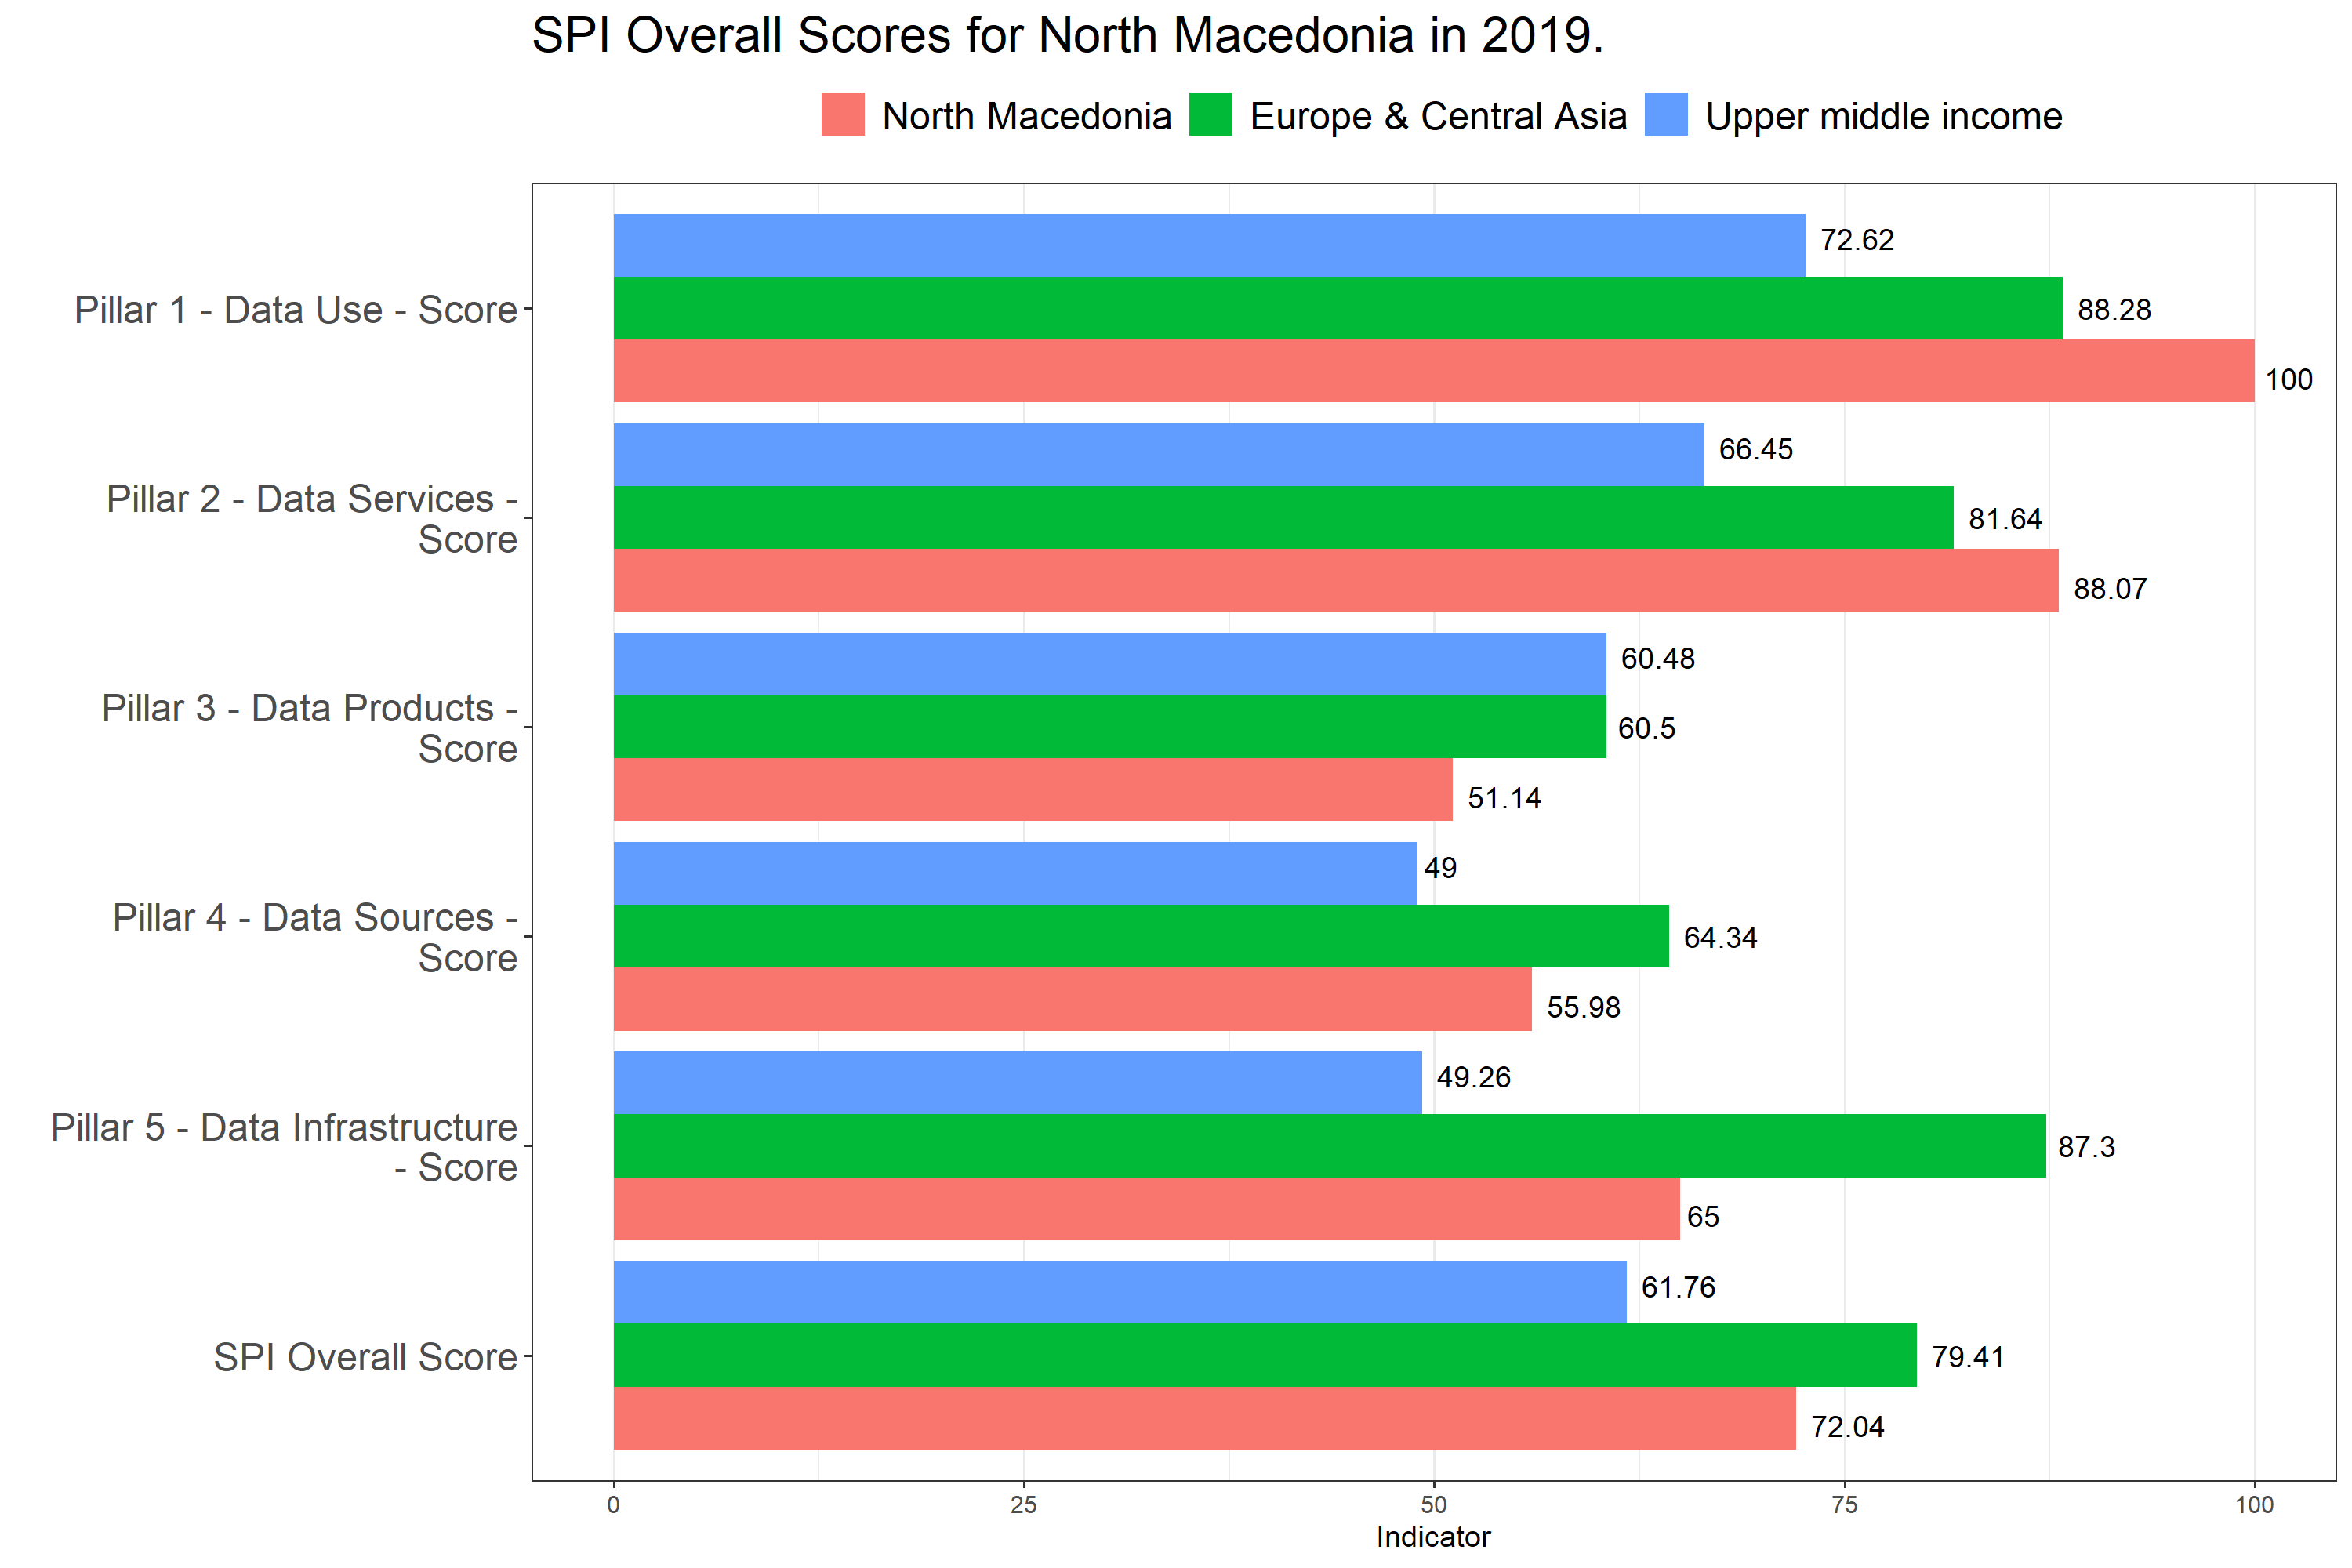 SPI Overall Scores for North Macedonia in 2019.
North Macedonia Europe & Central Asia Upper middle income
Pillar 1 - Data Use - Score
72.62
88.28
100
Pillar 2 - Data Services -
Score
66.45
81.64
88.07
Pillar 3 - Data Products -
Score
60.48
60.5
51.14
Pillar 4 - Data Sources -
Score
49
64.34
55.98
Pillar 5 - Data Infrastructure
- Score
49.26
87.3
65
SPI Overall Score
61.76
79.41
72.04
0 25 50 75 100
Indicator